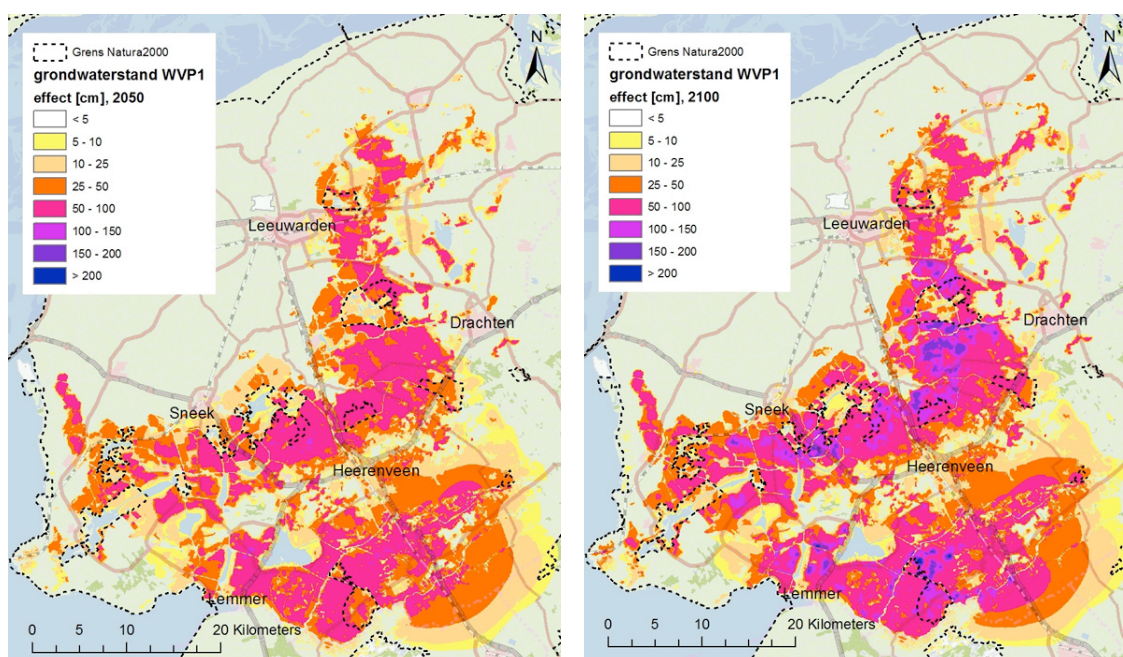 Grens Natura2000
grondwaterstand WVP1
effect [cm], 2050
< 5
5 - 10
10 - 25
25 - 50
50 - 100
100 - 150
150 - 200
> 200
N
Leeuwarden
Drachten
Sneek
Heerenveen
Lemmer
0 5 10 20 Kilometers
Grens Natura2000
grondwaterstand WVP1
effect [cm], 2100
< 5
5 - 10
10 - 25
25 - 50
50 - 100
100 - 150
150 - 200
> 200
N
Leeuwarden
Drachten
Sneek
Heerenveen
Lemmer
0 5 10 20 Kilometers